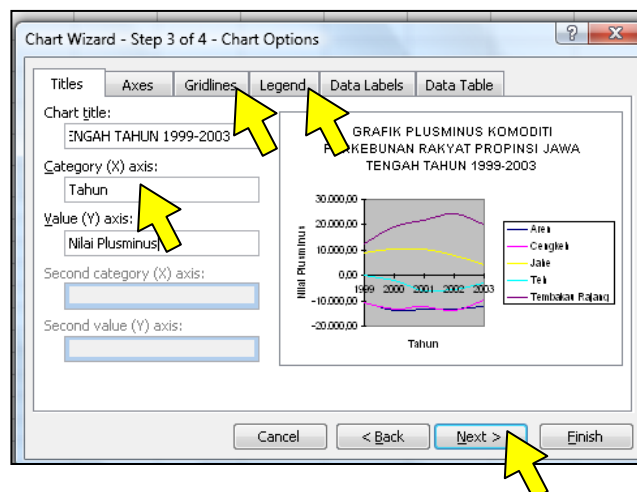 Chart Wizard - Step 3 of 4 - Chart Options
Titles Axes Gridlines Legend Data Labels Data Table
Chart title:
ENGAH TAHUN 1999-2003
Category (X) axis:
Tahun
Value (Y) axis:
Nilai Plusminus
Second category (X) axis:
Second value (Y) axis:
GRAFIK PLUSMINUS KOMODITI
PERKEBUNAN RAKYAT PROPINSI JAWA
TENGAH TAHUN 1999-2003
30.000,00
20.000,00
10.000,00
0,00
-10.000,00
-20.000,00
Nilai Plusminus
1999 2000 2001 2002 2003
Tahun
Aren
Cengkeh
Jahe
Teh
Tembakau Rajang
Cancel < Back Next > Finish